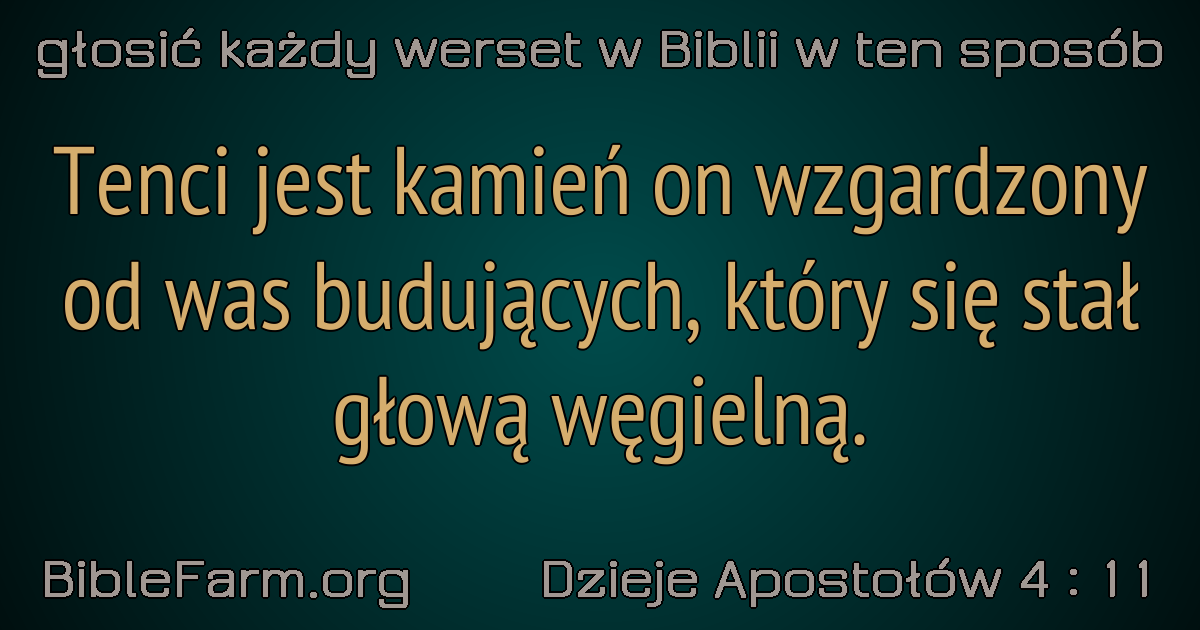 głosić każdy werset w Biblii w ten sposób
Tenci jest kamień on wzgardzony
od was budujących, który się stał
głową węgielną.
BibleFarm.org
Dzieje Apostołów 4 : 11